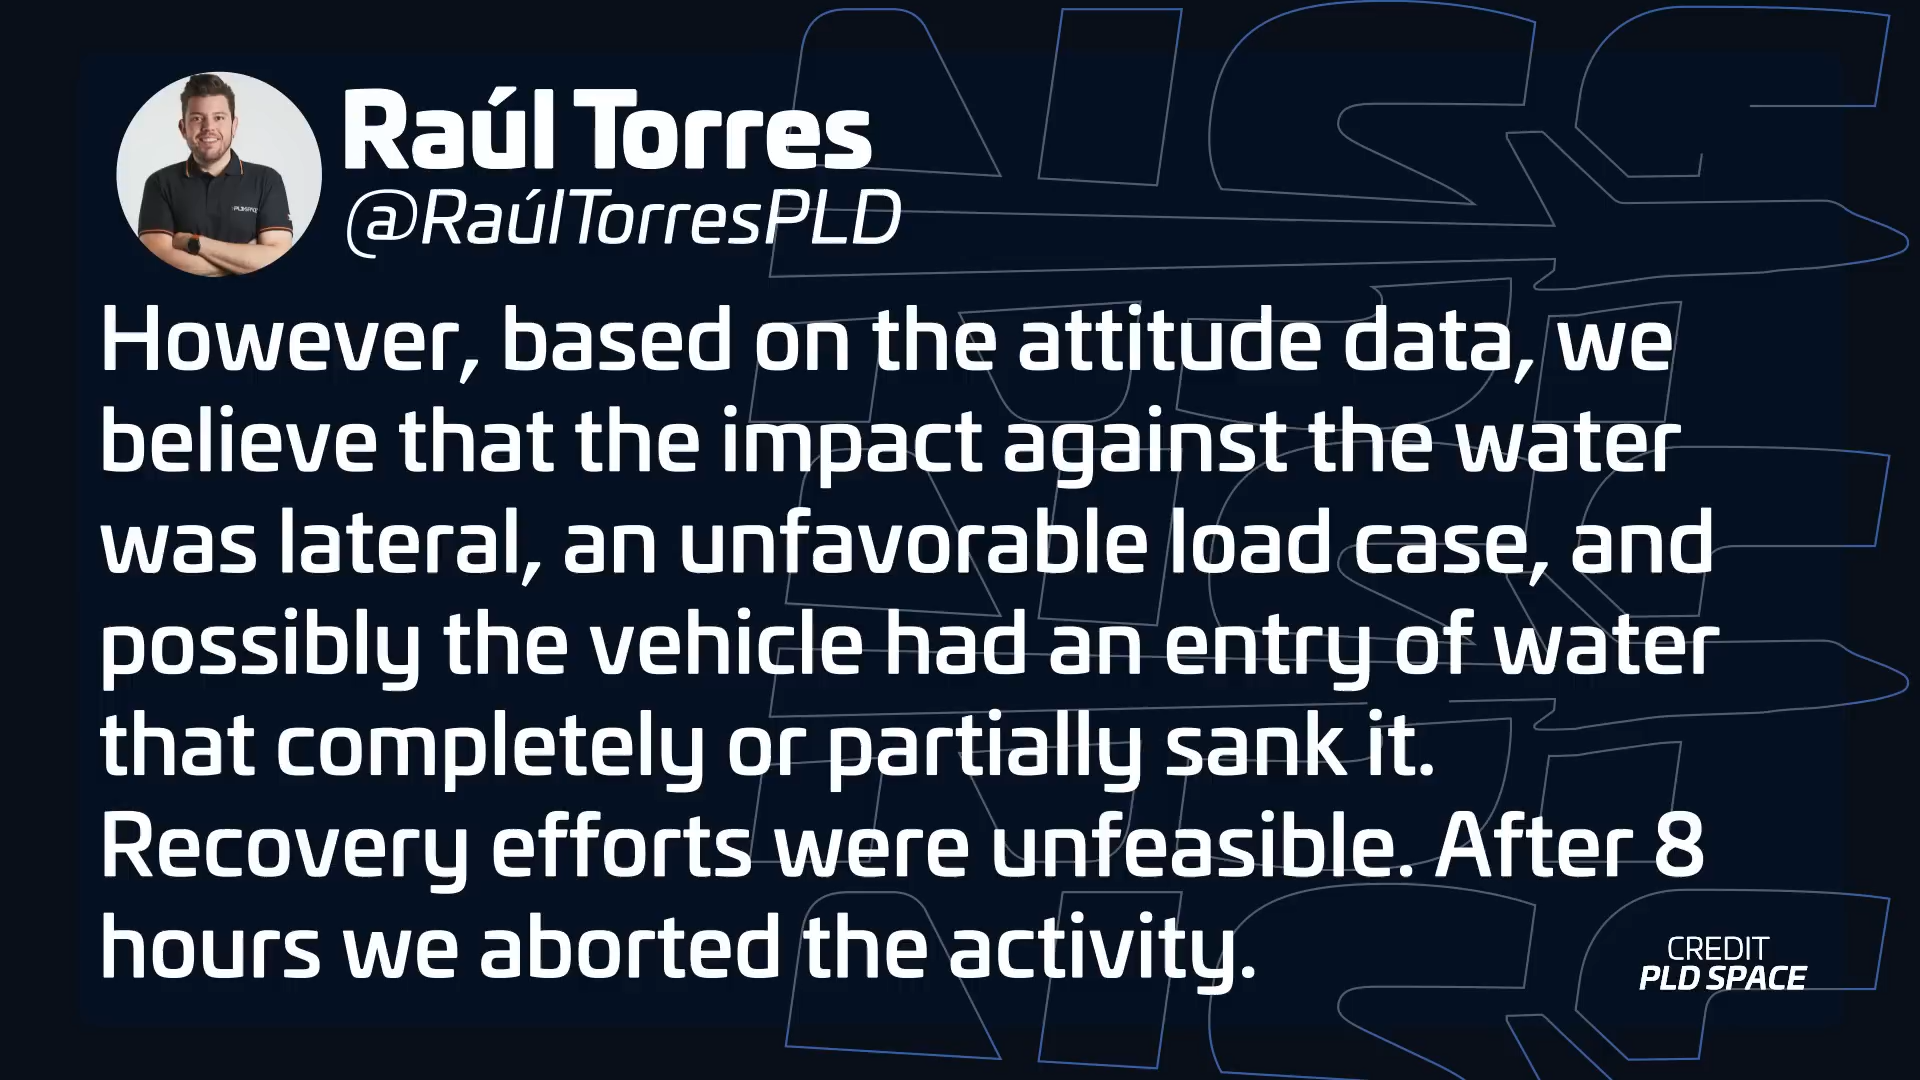 Raúl Torres
@RaúlTorresPLD
However, based on the attitude data, we
believe that the impact against the water
was lateral, an unfavorable load case, and
possibly the vehicle had an entry of water
that completely or partially sank it.
Recovery efforts were unfeasible. After 8
hours we aborted the activity.
CREDIT
PLD SPACE